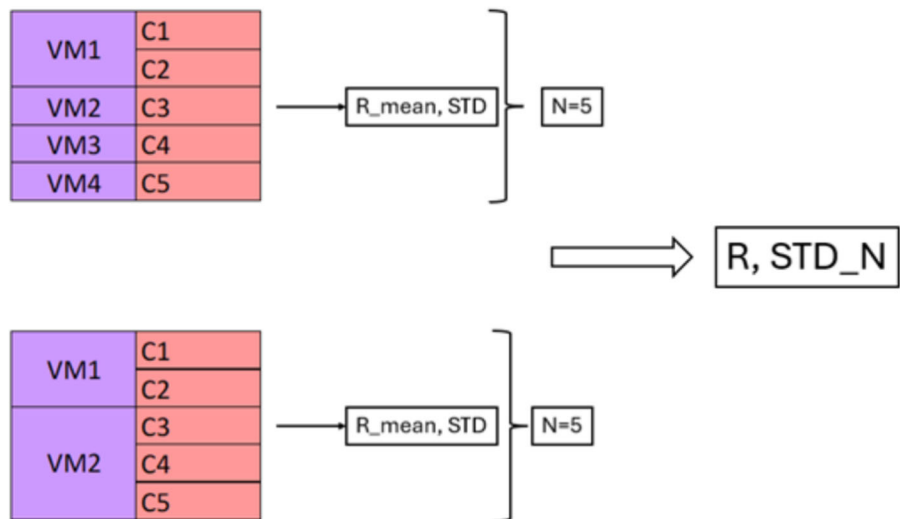 VM1
C1
C2
VM2
C3
VM3
C4
VM4
C5
R_mean, STD
N=5
R, STD_N
VM1
C1
C2
VM2
C3
C4
C5
R_mean, STD
N=5